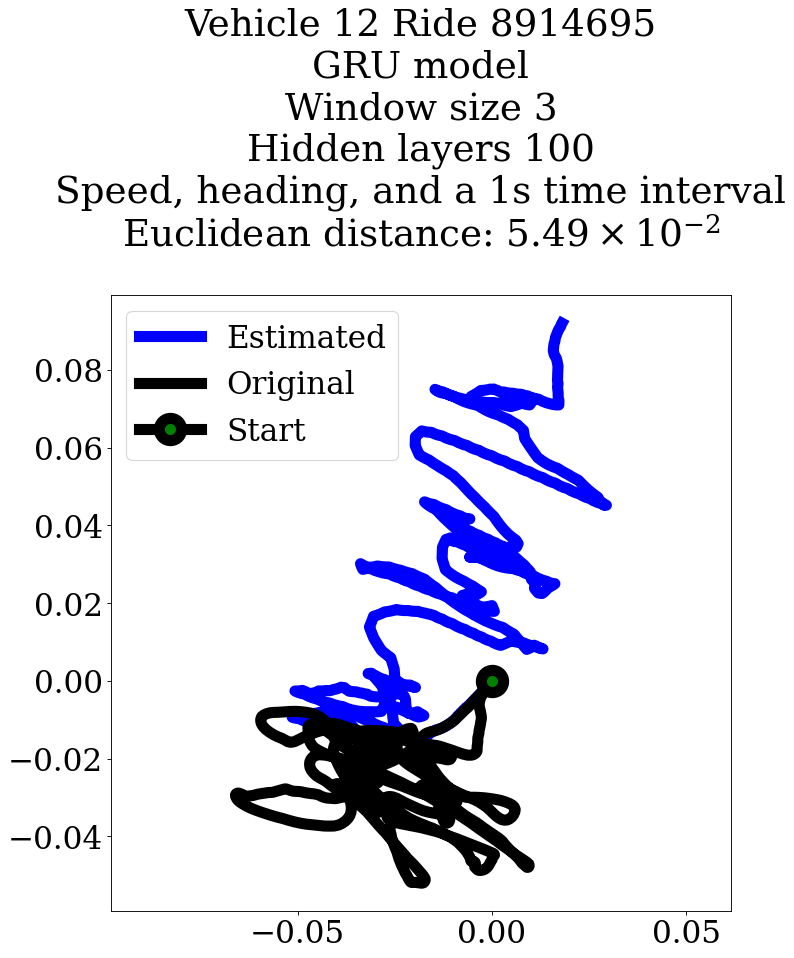 Vehicle 12 Ride 8914695
GRU model
Window size 3
Hidden layers 100
Speed, heading, and a 1s time interval
Euclidean distance: 5.49 × 10⁻²
Estimated
Original
Start
0.08
0.06
0.04
0.02
0.00
−0.02
−0.04
−0.05
0.00
0.05